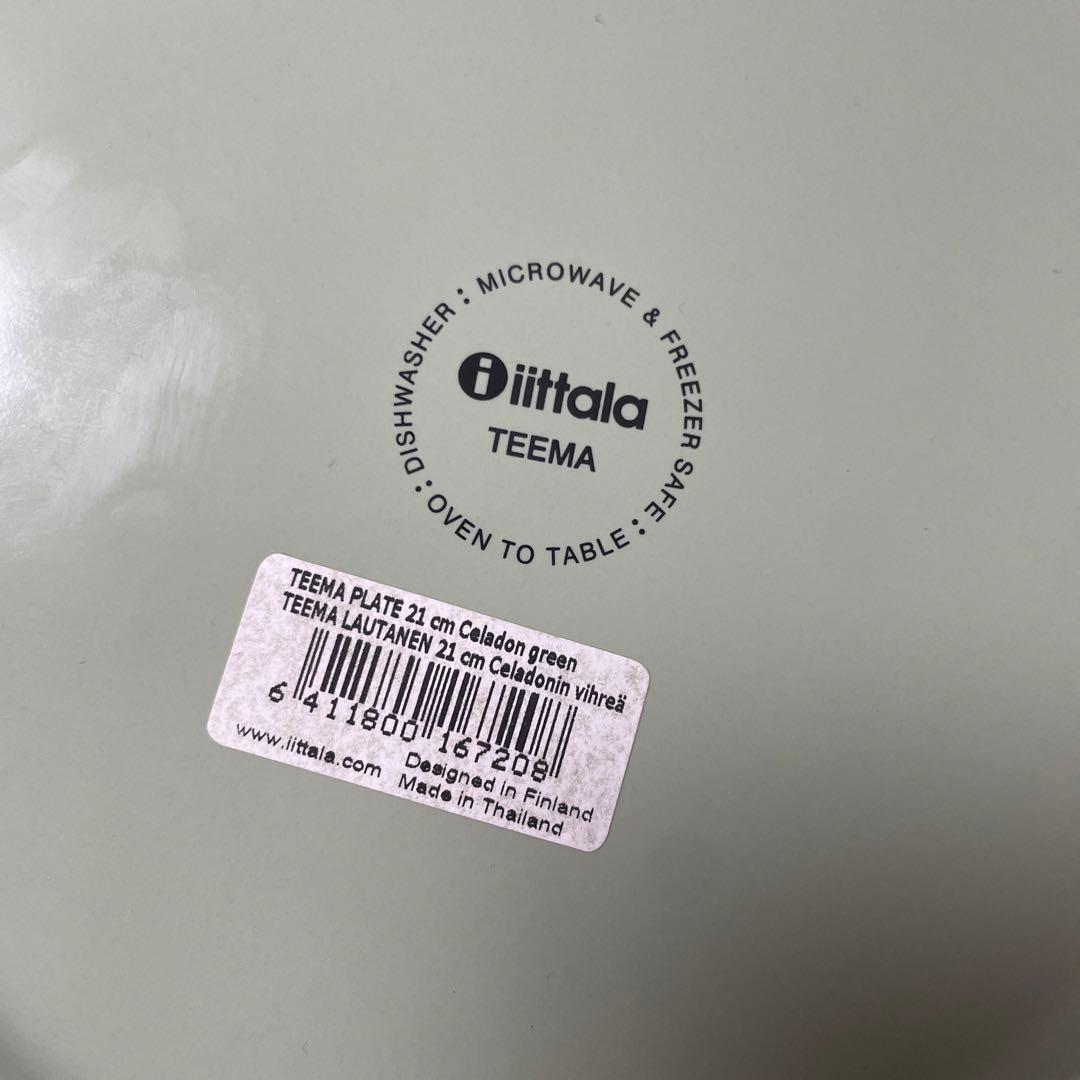 DISHWASHER : MICROWAVE & FREEZER SAFE : OVEN TO TABLE :
i iittala
TEEMA
TEEMA PLATE 21 cm Celadon green
TEEMA LAUTANEN 21 cm Celadonin vihreä
6 411800 167208
www.iittala.com
Designed in Finland
Made in Thailand